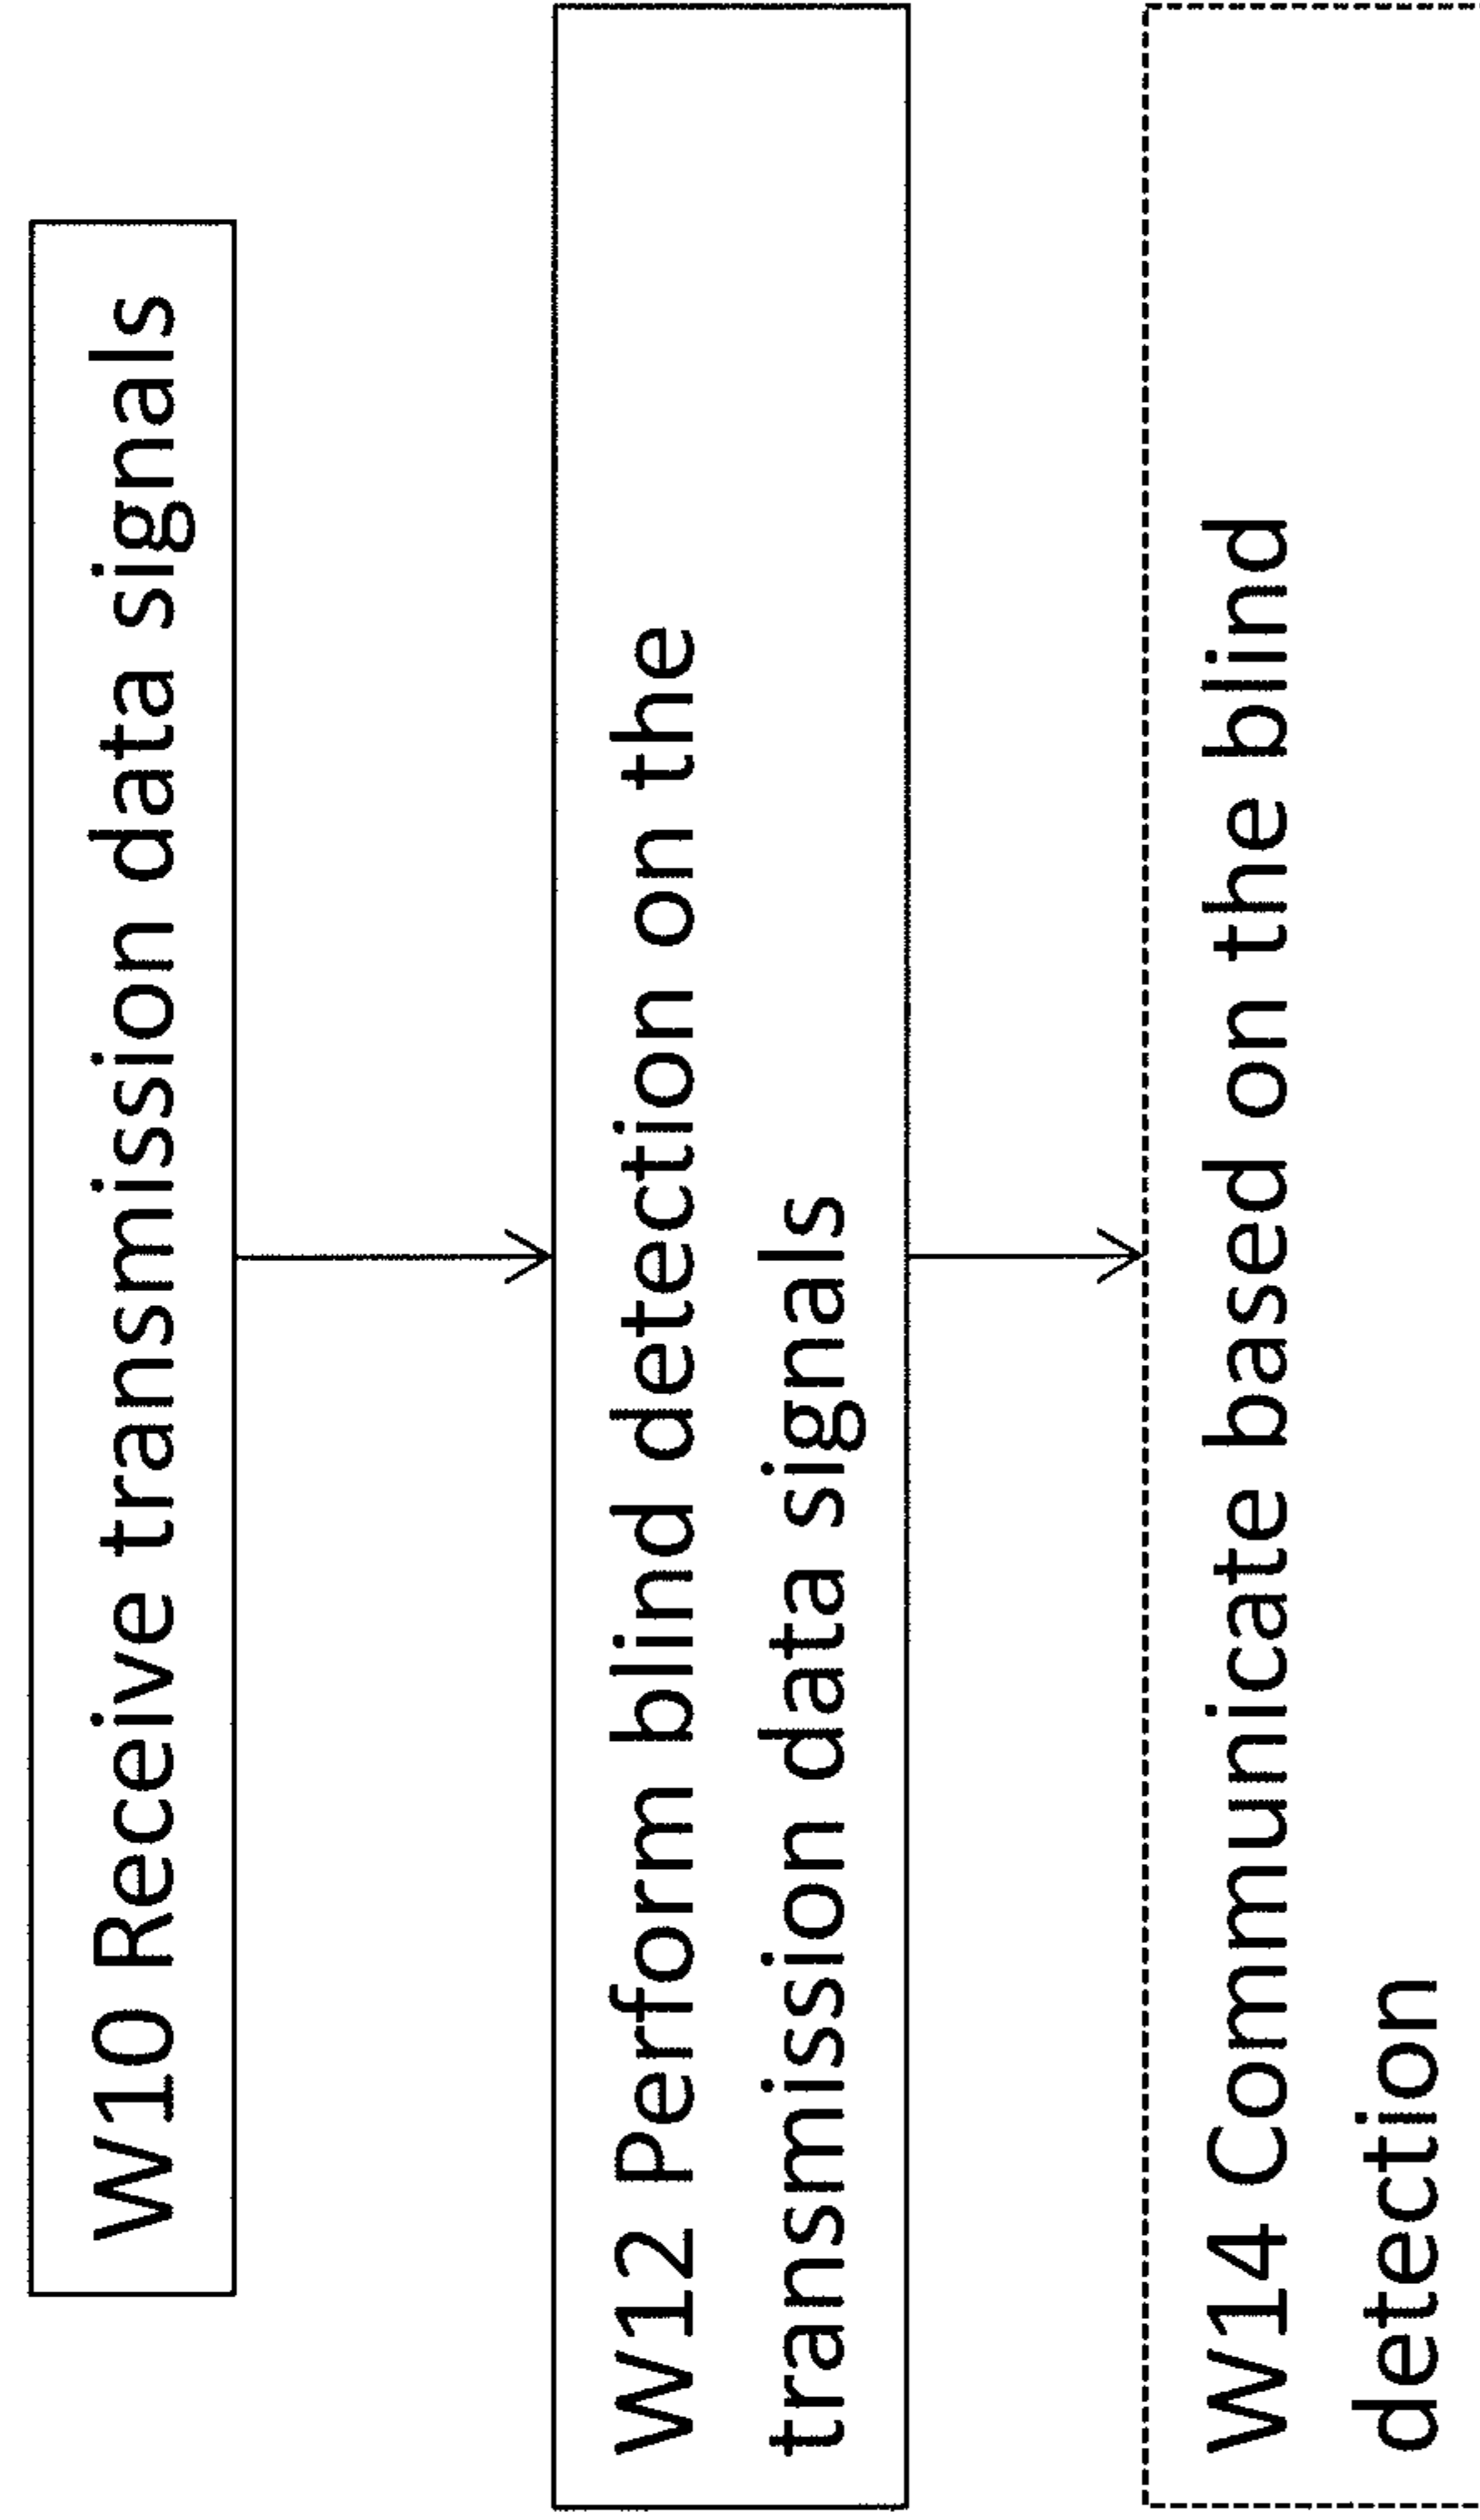 W10 Receive transmission data signals
W12 Perform blind detection on the
transmission data signals
W14 Communicate based on the blind
detection